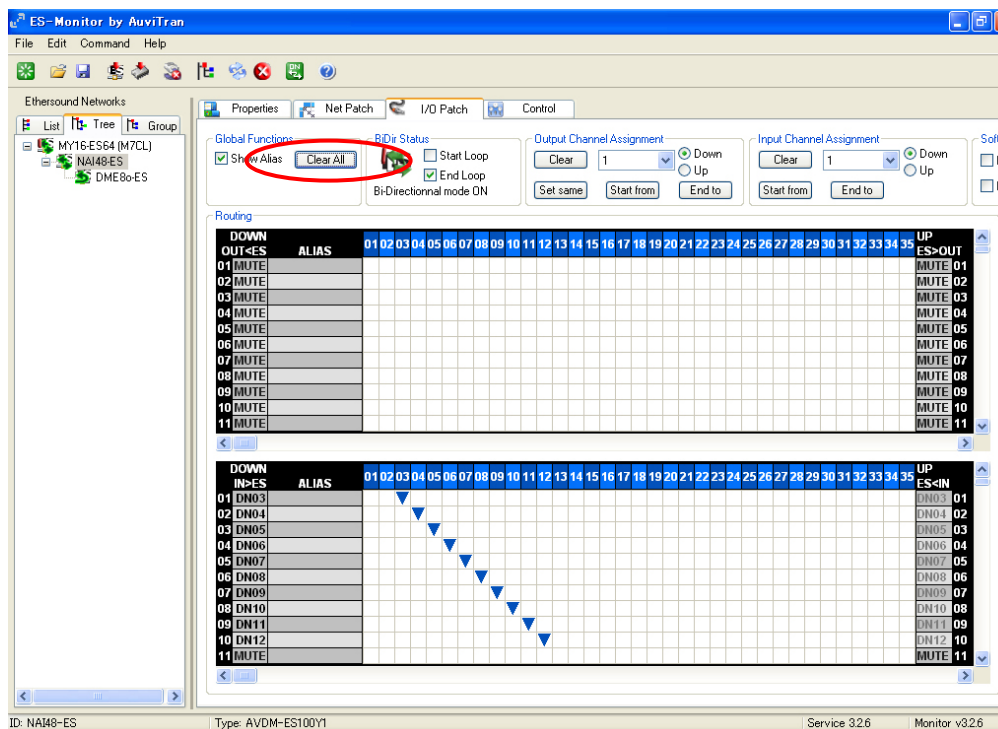 ES-Monitor by AuviTran
File Edit Command Help
Ethersound Networks
List Tree Group
MY16-ES64 (M7CL)
NAI48-ES
DME8o-ES
Properties Net Patch I/O Patch Control
Global Functions
Show Alias Clear All
BiDir Status
Start Loop
End Loop
Bi-Directionnal mode ON
Output Channel Assignment
Clear 1 Down
Up
Set same Start from End to
Input Channel Assignment
Clear 1 Down
Up
Start from End to
Routing
DOWN
OUT<ES ALIAS 01 02 03 04 05 06 07 08 09 10 11 12 13 14 15 16 17 18 19 20 21 22 23 24 25 26 27 28 29 30 31 32 33 34 35 UP
ES>OUT
01 MUTE MUTE 01
02 MUTE MUTE 02
03 MUTE MUTE 03
04 MUTE MUTE 04
05 MUTE MUTE 05
06 MUTE MUTE 06
07 MUTE MUTE 07
08 MUTE MUTE 08
09 MUTE MUTE 09
10 MUTE MUTE 10
11 MUTE MUTE 11
DOWN
IN>ES ALIAS 01 02 03 04 05 06 07 08 09 10 11 12 13 14 15 16 17 18 19 20 21 22 23 24 25 26 27 28 29 30 31 32 33 34 35 UP
ES<IN
01 DN03 DN03 01
02 DN04 DN04 02
03 DN05 DN05 03
04 DN06 DN06 04
05 DN07 DN07 05
06 DN08 DN08 06
07 DN09 DN09 07
08 DN10 DN10 08
09 DN11 DN11 09
10 DN12 DN12 10
11 MUTE MUTE 11
ID: NAI48-ES Type: AVDM-ES100Y1 Service 3.2.6 Monitor v3.2.6